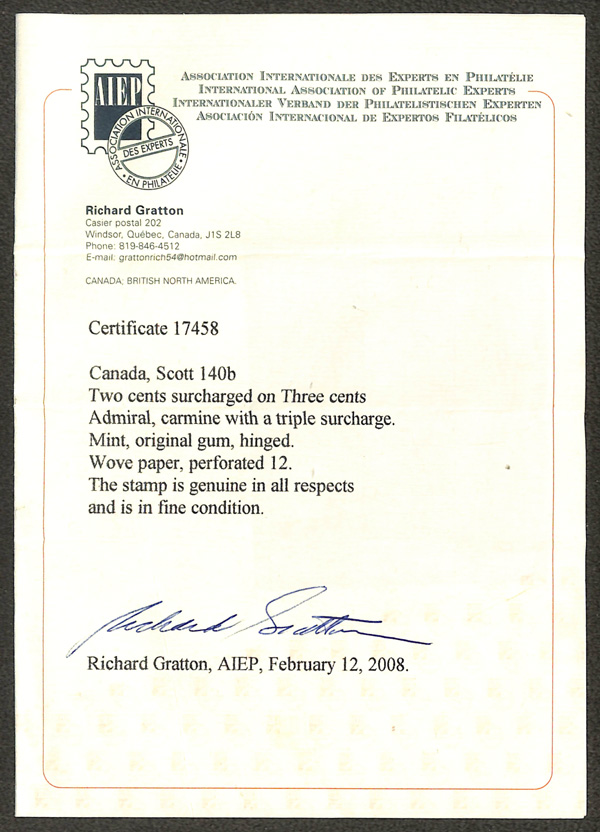 AIEP
ASSOCIATION INTERNATIONALE
DES EXPERTS
• EN PHILATÉLIE •
ASSOCIATION INTERNATIONALE DES EXPERTS EN PHILATÉLIE
INTERNATIONAL ASSOCIATION OF PHILATELIC EXPERTS
INTERNATIONALER VERBAND DER PHILATELISTISCHEN EXPERTEN
ASOCIACIÓN INTERNACIONAL DE EXPERTOS FILATÉLICOS
Richard Gratton
Casier postal 202
Windsor, Québec, Canada, J1S 2L8
Phone: 819-846-4512
E-mail: grattonrich54@hotmail.com
CANADA; BRITISH NORTH AMERICA.
Certificate 17458
Canada, Scott 140b
Two cents surcharged on Three cents
Admiral, carmine with a triple surcharge.
Mint, original gum, hinged.
Wove paper, perforated 12.
The stamp is genuine in all respects
and is in fine condition.
Richard Gratton
Richard Gratton, AIEP, February 12, 2008.